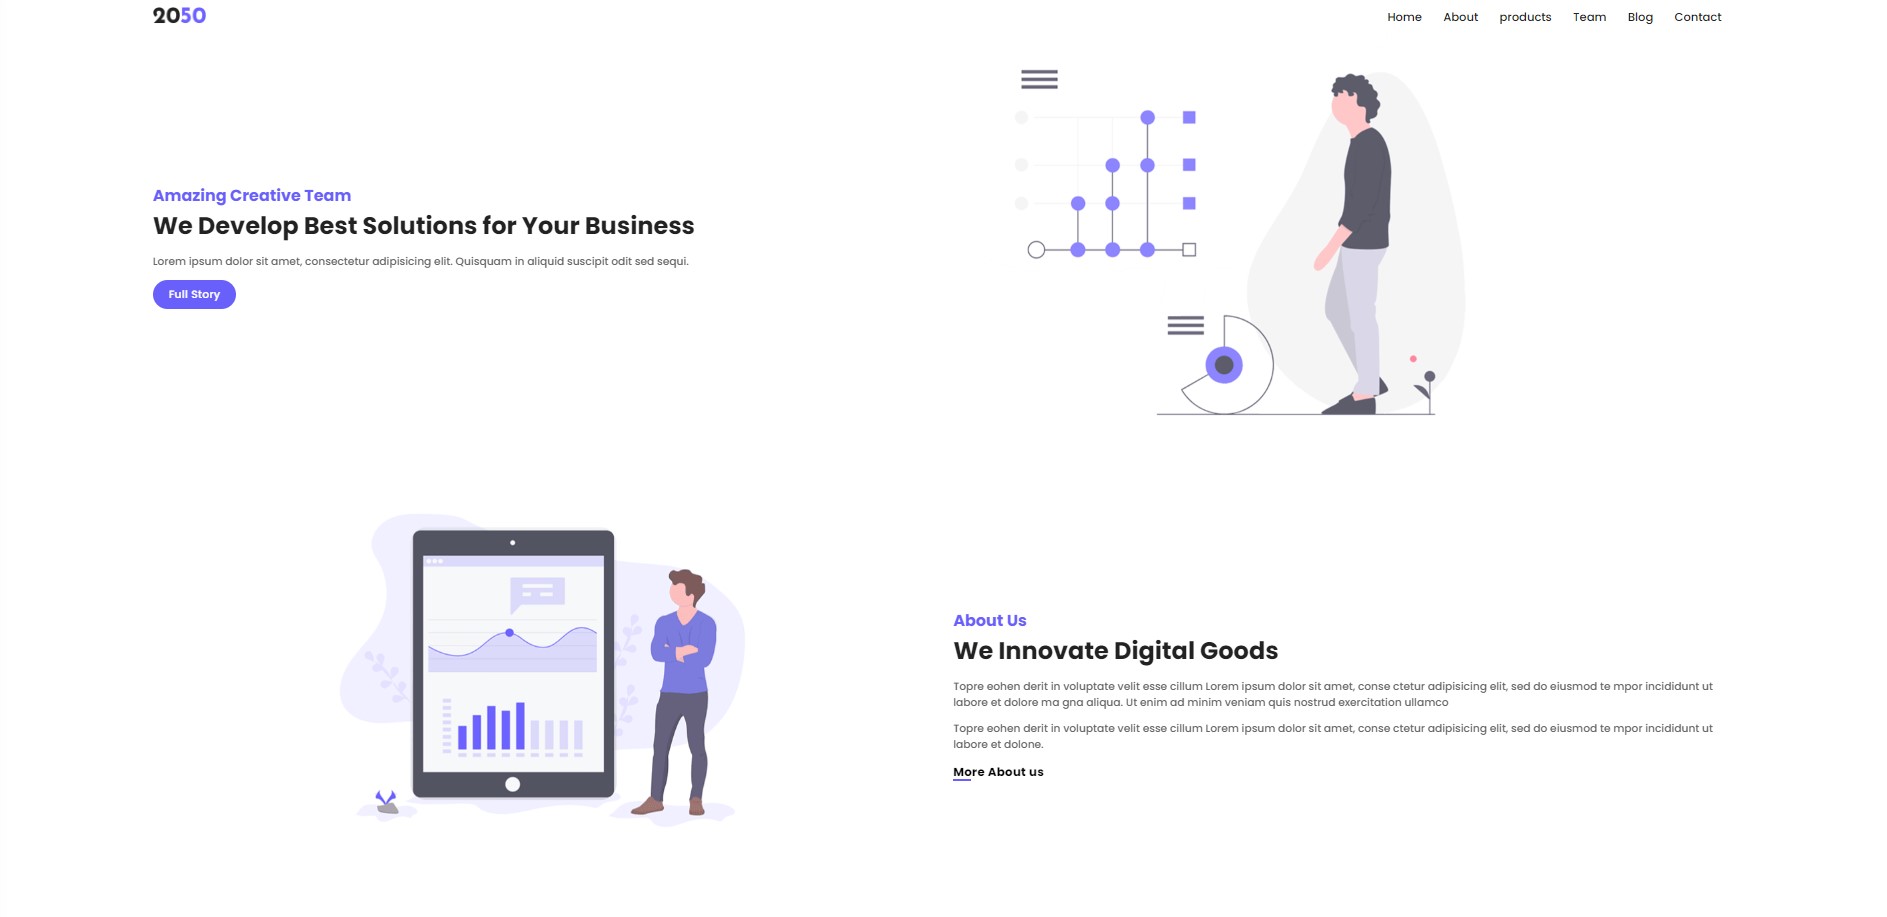 2050
Home About products Team Blog Contact
Amazing Creative Team
We Develop Best Solutions for Your Business
Lorem ipsum dolor sit amet, consectetur adipisicing elit. Quisquam in aliquid suscipit odit sed sequi.
Full Story
About Us
We Innovate Digital Goods
Topre eohen derit in voluptate velit esse cillum Lorem ipsum dolor sit amet, conse ctetur adipisicing elit, sed do eiusmod te mpor incididunt ut
labore et dolore ma gna aliqua. Ut enim ad minim veniam quis nostrud exercitation ullamco
Topre eohen derit in voluptate velit esse cillum Lorem ipsum dolor sit amet, conse ctetur adipisicing elit, sed do eiusmod te mpor incididunt ut
labore et dolone.
More About us